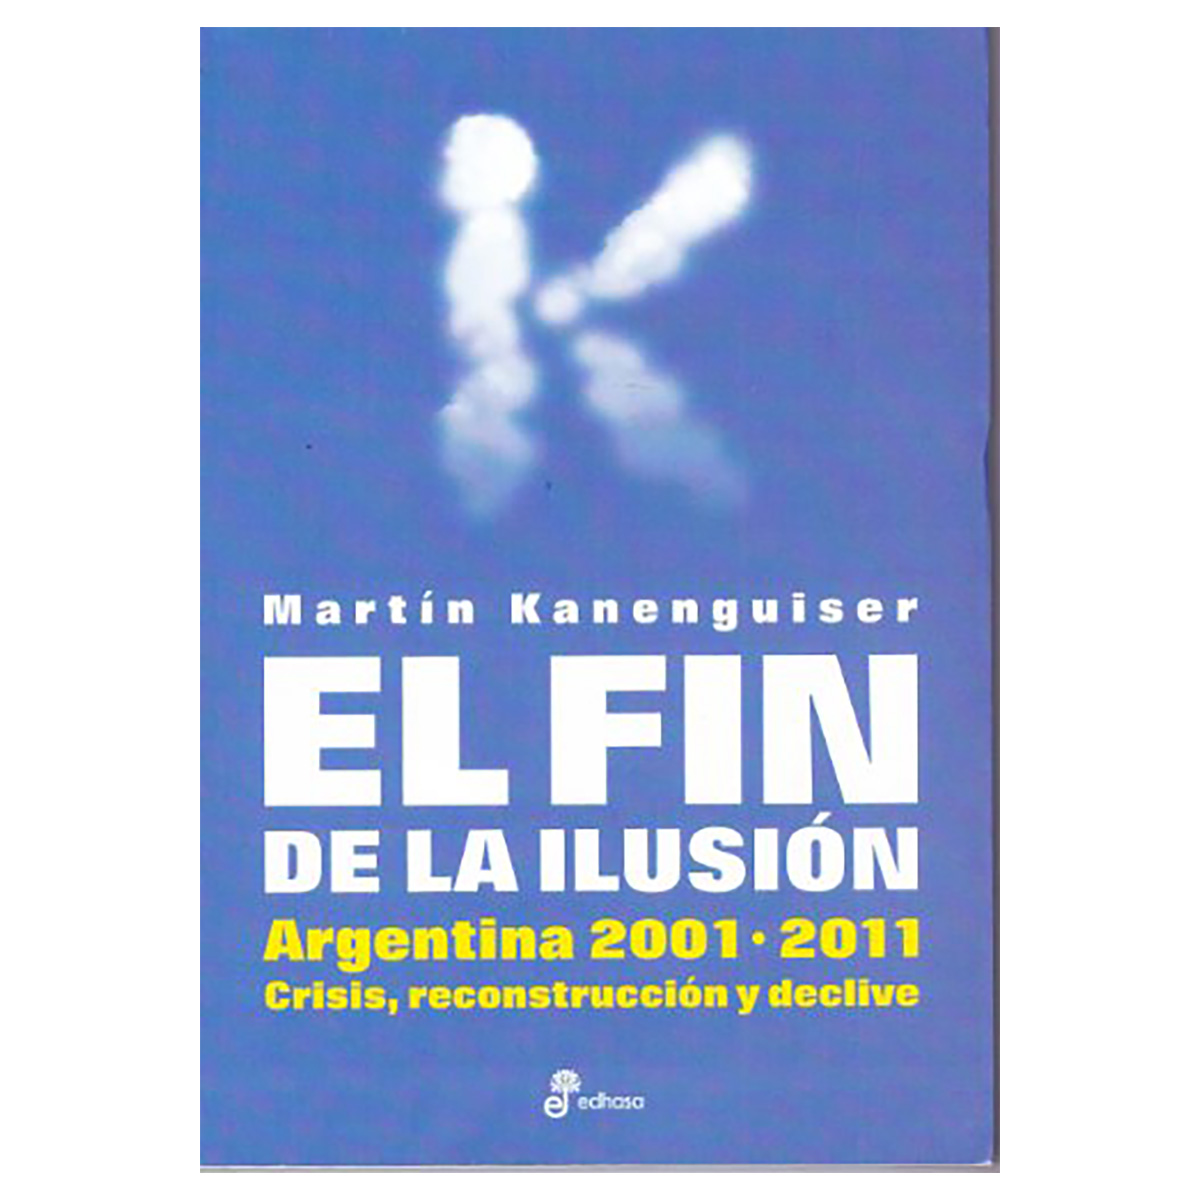 K
Martín Kanenguiser
EL FIN
DE LA ILUSIÓN
Argentina 2001 · 2011
Crisis, reconstrucción y declive
edhasa